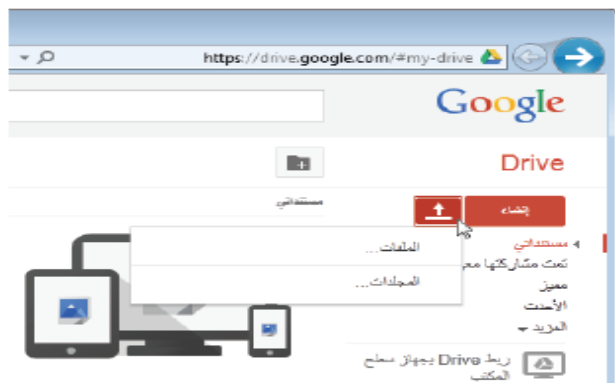 https://drive.google.com/#my-drive
Google
Drive
إنشاء
مستنداتي
مستنداتي
الملفات...
تمت مشاركتها مع
المجلدات...
مميز
الأحدث
المزيد
ربط Drive بجهاز سطح
المكتب